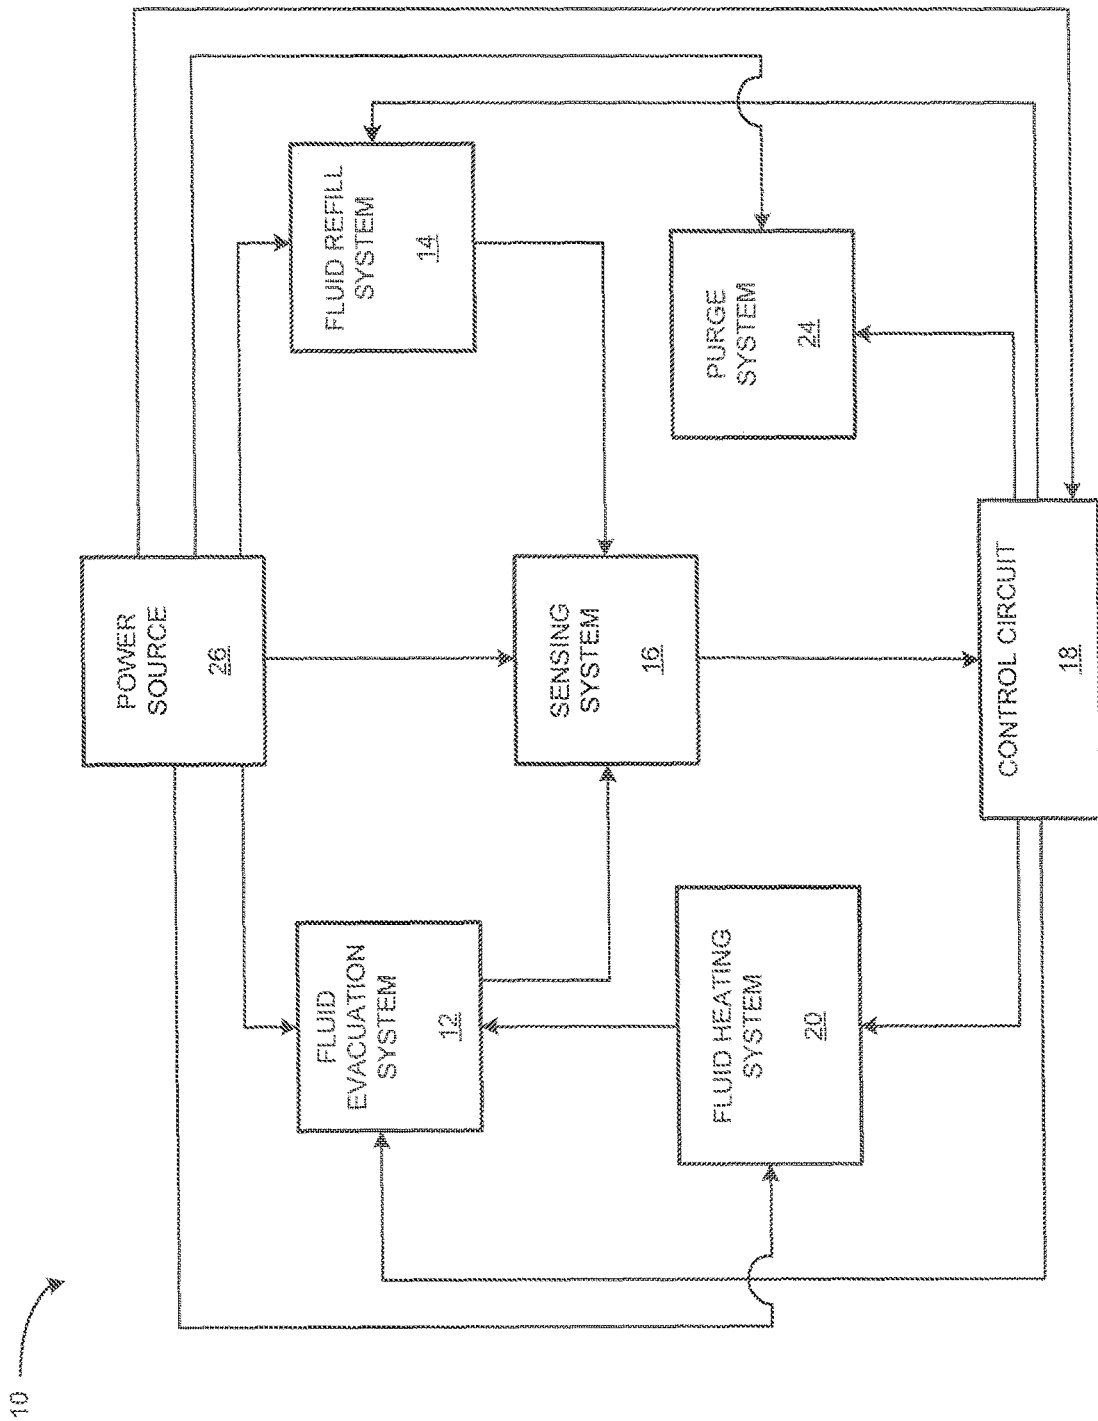 10
POWER
SOURCE
26
FLUID
EVACUATION
SYSTEM
12
FLUID REFILL
SYSTEM
14
SENSING
SYSTEM
16
FLUID HEATING
SYSTEM
20
PURGE
SYSTEM
24
CONTROL CIRCUIT
18